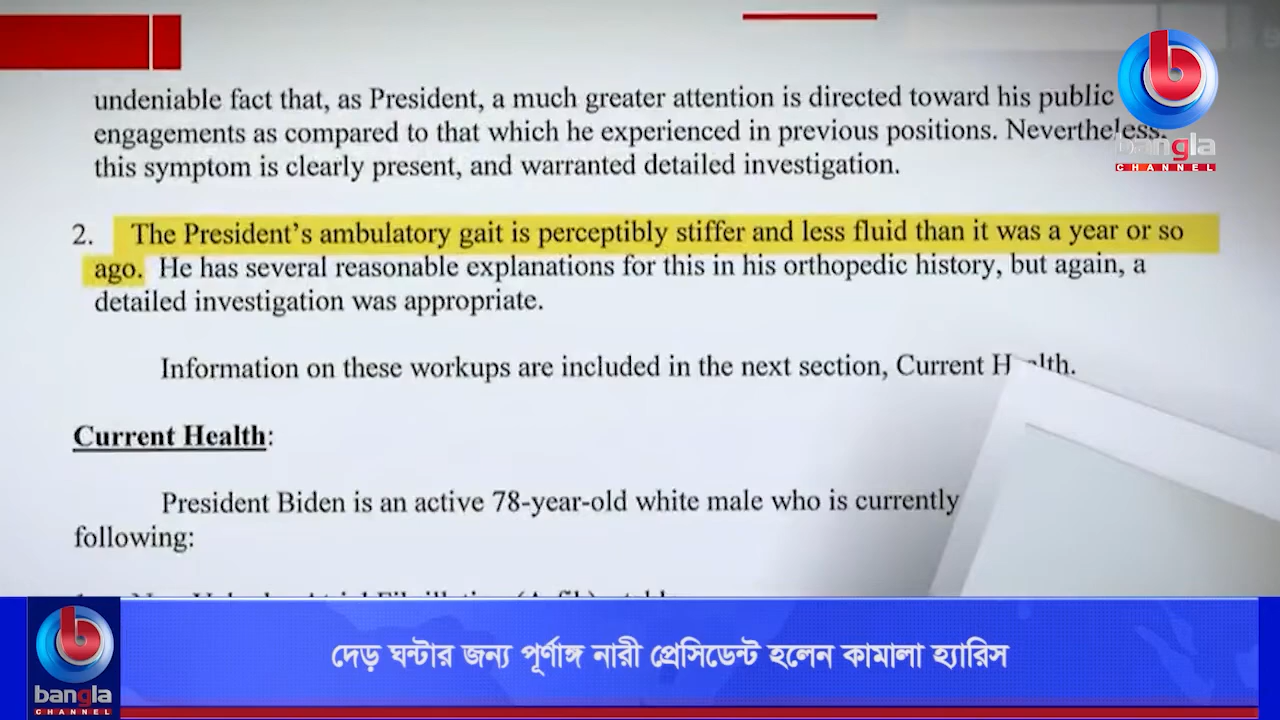 undeniable fact that, as President, a much greater attention is directed toward his public
engagements as compared to that which he experienced in previous positions. Nevertheless,
this symptom is clearly present, and warranted detailed investigation.
2. The President's ambulatory gait is perceptibly stiffer and less fluid than it was a year or so
ago. He has several reasonable explanations for this in his orthopedic history, but again, a
detailed investigation was appropriate.
Information on these workups are included in the next section, Current Health.
Current Health:
President Biden is an active 78-year-old white male who is currently
following:
bangla
CHANNEL
দেড় ঘন্টার জন্য পূর্ণাঙ্গ নারী প্রেসিডেন্ট হলেন কামালা হ্যারিস
bangla
CHANNEL